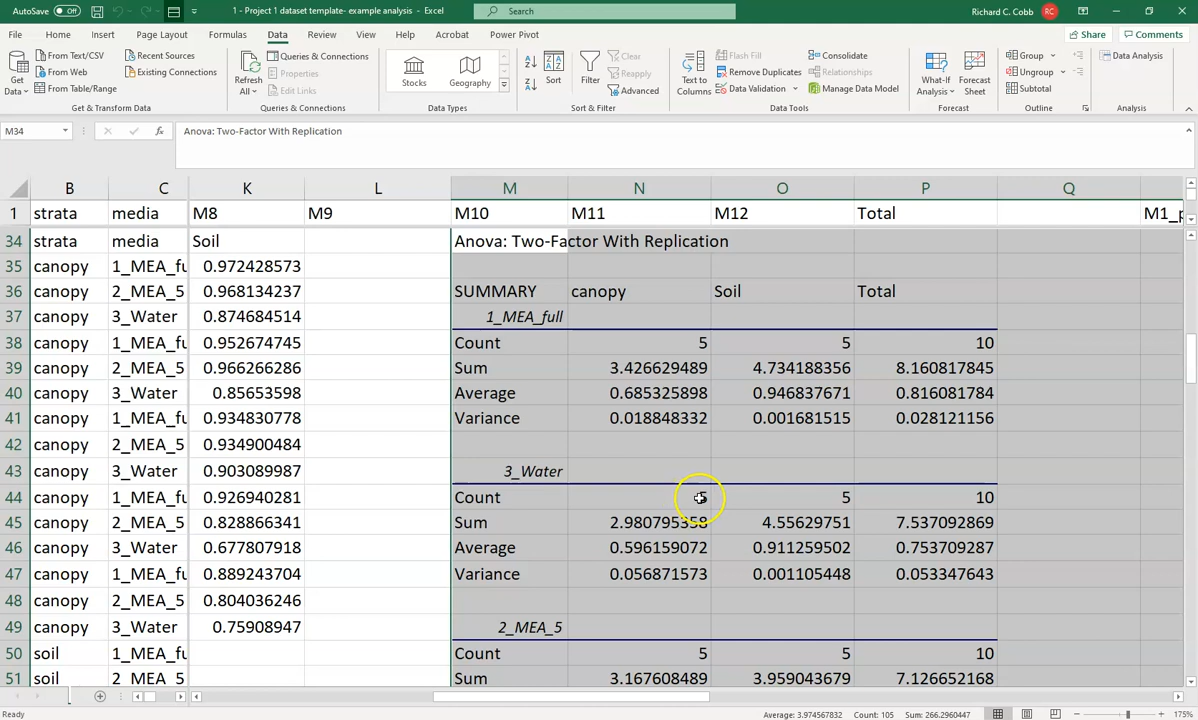 AutoSave Off 1 - Project 1 dataset template- example analysis - Excel Search Richard C. Cobb RC
File Home Insert Page Layout Formulas Data Review View Help Acrobat Power Pivot Share Comments
Get Data From Text/CSV From Web From Table/Range Recent Sources Existing Connections
Get & Transform Data
Refresh All Queries & Connections Properties Edit Links
Queries & Connections
Stocks Geography
Data Types
Sort Filter Clear Reapply Advanced
Sort & Filter
Text to Columns Flash Fill Remove Duplicates Data Validation Consolidate Relationships Manage Data Model
Data Tools
What-If Analysis Forecast Sheet
Forecast
Group Ungroup Subtotal
Outline
Data Analysis
Analysis
M34 fx Anova: Two-Factor With Replication
B C K L M N O P Q
1 strata media M8 M9 M10 M11 M12 Total M1_p
34 strata media Soil Anova: Two-Factor With Replication
35 canopy 1_MEA_fu 0.972428573
36 canopy 2_MEA_5 0.968134237 SUMMARY canopy Soil Total
37 canopy 3_Water 0.874684514 1_MEA_full
38 canopy 1_MEA_fu 0.952674745 Count 5 5 10
39 canopy 2_MEA_5 0.966266286 Sum 3.426629489 4.734188356 8.160817845
40 canopy 3_Water 0.85653598 Average 0.685325898 0.946837671 0.816081784
41 canopy 1_MEA_fu 0.934830778 Variance 0.018848332 0.001681515 0.028121156
42 canopy 2_MEA_5 0.934900484
43 canopy 3_Water 0.903089987 3_Water
44 canopy 1_MEA_fu 0.926940281 Count 5 5 10
45 canopy 2_MEA_5 0.828866341 Sum 2.980795358 4.55629751 7.537092869
46 canopy 3_Water 0.677807918 Average 0.596159072 0.911259502 0.753709287
47 canopy 1_MEA_fu 0.889243704 Variance 0.056871573 0.001105448 0.053347643
48 canopy 2_MEA_5 0.804036246
49 canopy 3_Water 0.75908947 2_MEA_5
50 soil 1_MEA_fu Count 5 5 10
51 soil 2_MEA_5 Sum 3.167608489 3.959043679 7.126652168
Ready Average: 3.974567832 Count: 105 Sum: 266.2960447 175%